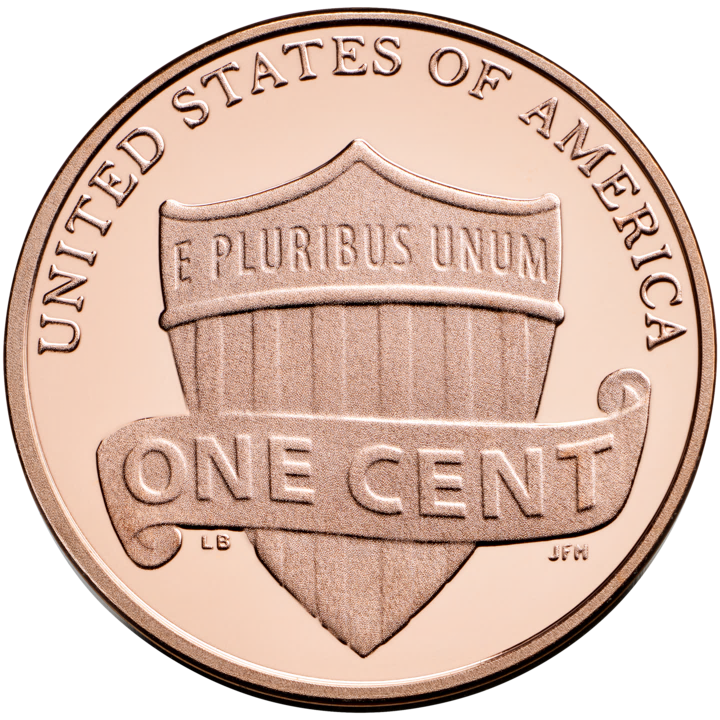 UNITED STATES OF AMERICA
E PLURIBUS UNUM
ONE CENT
LB
JFM